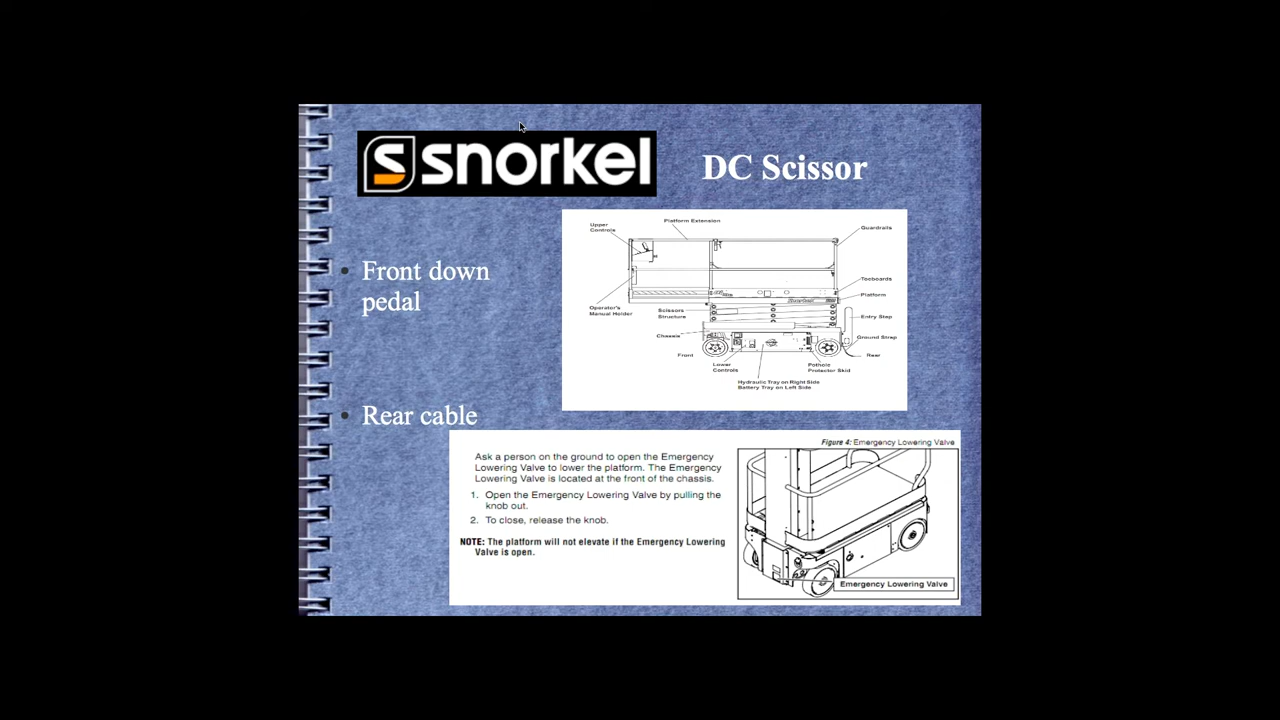 snorkel
DC Scissor
• Front down
pedal
• Rear cable
Upper
Controls
Platform Extension
Guardrails
Toeboards
Platform
Operator's
Manual Holder
Scissors
Structure
Entry Step
Chassis
Ground Strap
Front
Rear
Lower
Controls
Pothole
Protector Skid
Hydraulic Tray on Right Side
Battery Tray on Left Side
Snorkel
Figure 4: Emergency Lowering Valve
Ask a person on the ground to open the Emergency
Lowering Valve to lower the platform. The Emergency
Lowering Valve is located at the front of the chassis.
1. Open the Emergency Lowering Valve by pulling the
knob out.
2. To close, release the knob.
NOTE: The platform will not elevate if the Emergency Lowering
Valve is open.
Emergency Lowering Valve